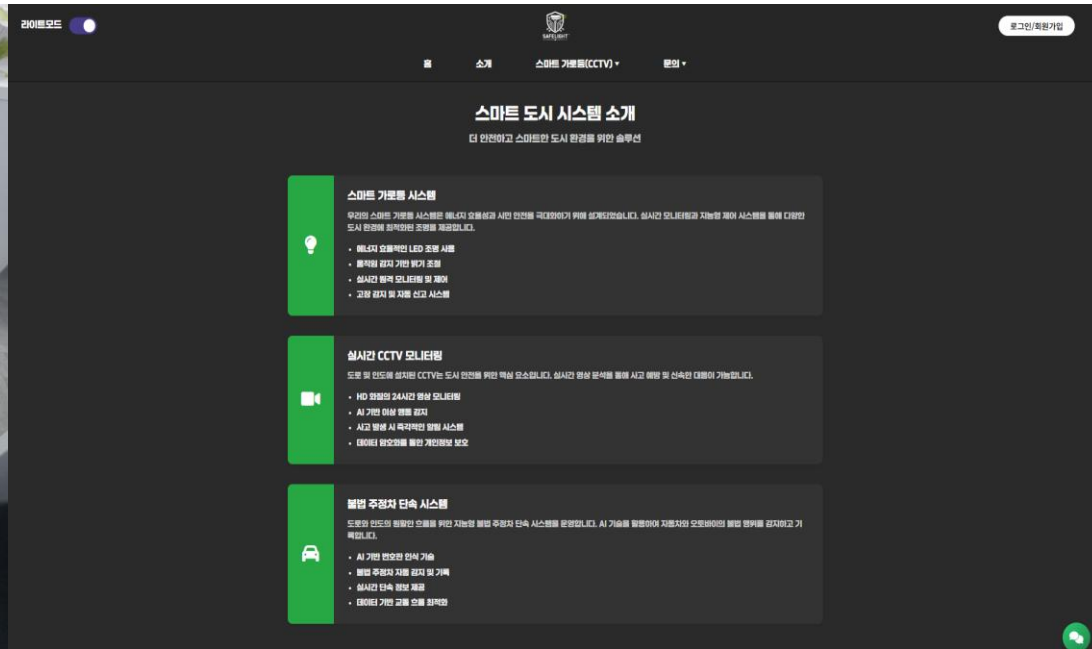 라이트모드
SAFELIGHT
로그인/회원가입
홈 소개 스마트 가로등(CCTV) ▾ 문의 ▾
스마트 도시 시스템 소개
더 안전하고 스마트한 도시 환경을 위한 솔루션
스마트 가로등 시스템
우리의 스마트 가로등 시스템은 에너지 효율성과 시민 안전을 극대화하기 위해 설계되었습니다. 실시간 모니터링과 지능형 제어 시스템을 통해 다양한
도시 환경에 최적화된 조명을 제공합니다.
• 에너지 효율적인 LED 조명 사용
• 움직임 감지 기반 밝기 조절
• 실시간 원격 모니터링 및 제어
• 고장 감지 및 자동 신고 시스템
실시간 CCTV 모니터링
도로 및 인도에 설치된 CCTV는 도시 안전을 위한 핵심 요소입니다. 실시간 영상 분석을 통해 사고 예방 및 신속한 대응이 가능합니다.
• HD 화질의 24시간 영상 모니터링
• AI 기반 이상 행동 감지
• 사고 발생 시 즉각적인 알림 시스템
• 데이터 암호화를 통한 개인정보 보호
불법 주정차 단속 시스템
도로와 인도의 원활한 흐름을 위한 지능형 불법 주정차 단속 시스템을 운영합니다. AI 기술을 활용하여 자동차와 오토바이의 불법 행위를 감지하고 기
록합니다.
• AI 기반 번호판 인식 기술
• 불법 주정차 자동 감지 및 기록
• 실시간 단속 정보 제공
• 데이터 기반 교통 흐름 최적화